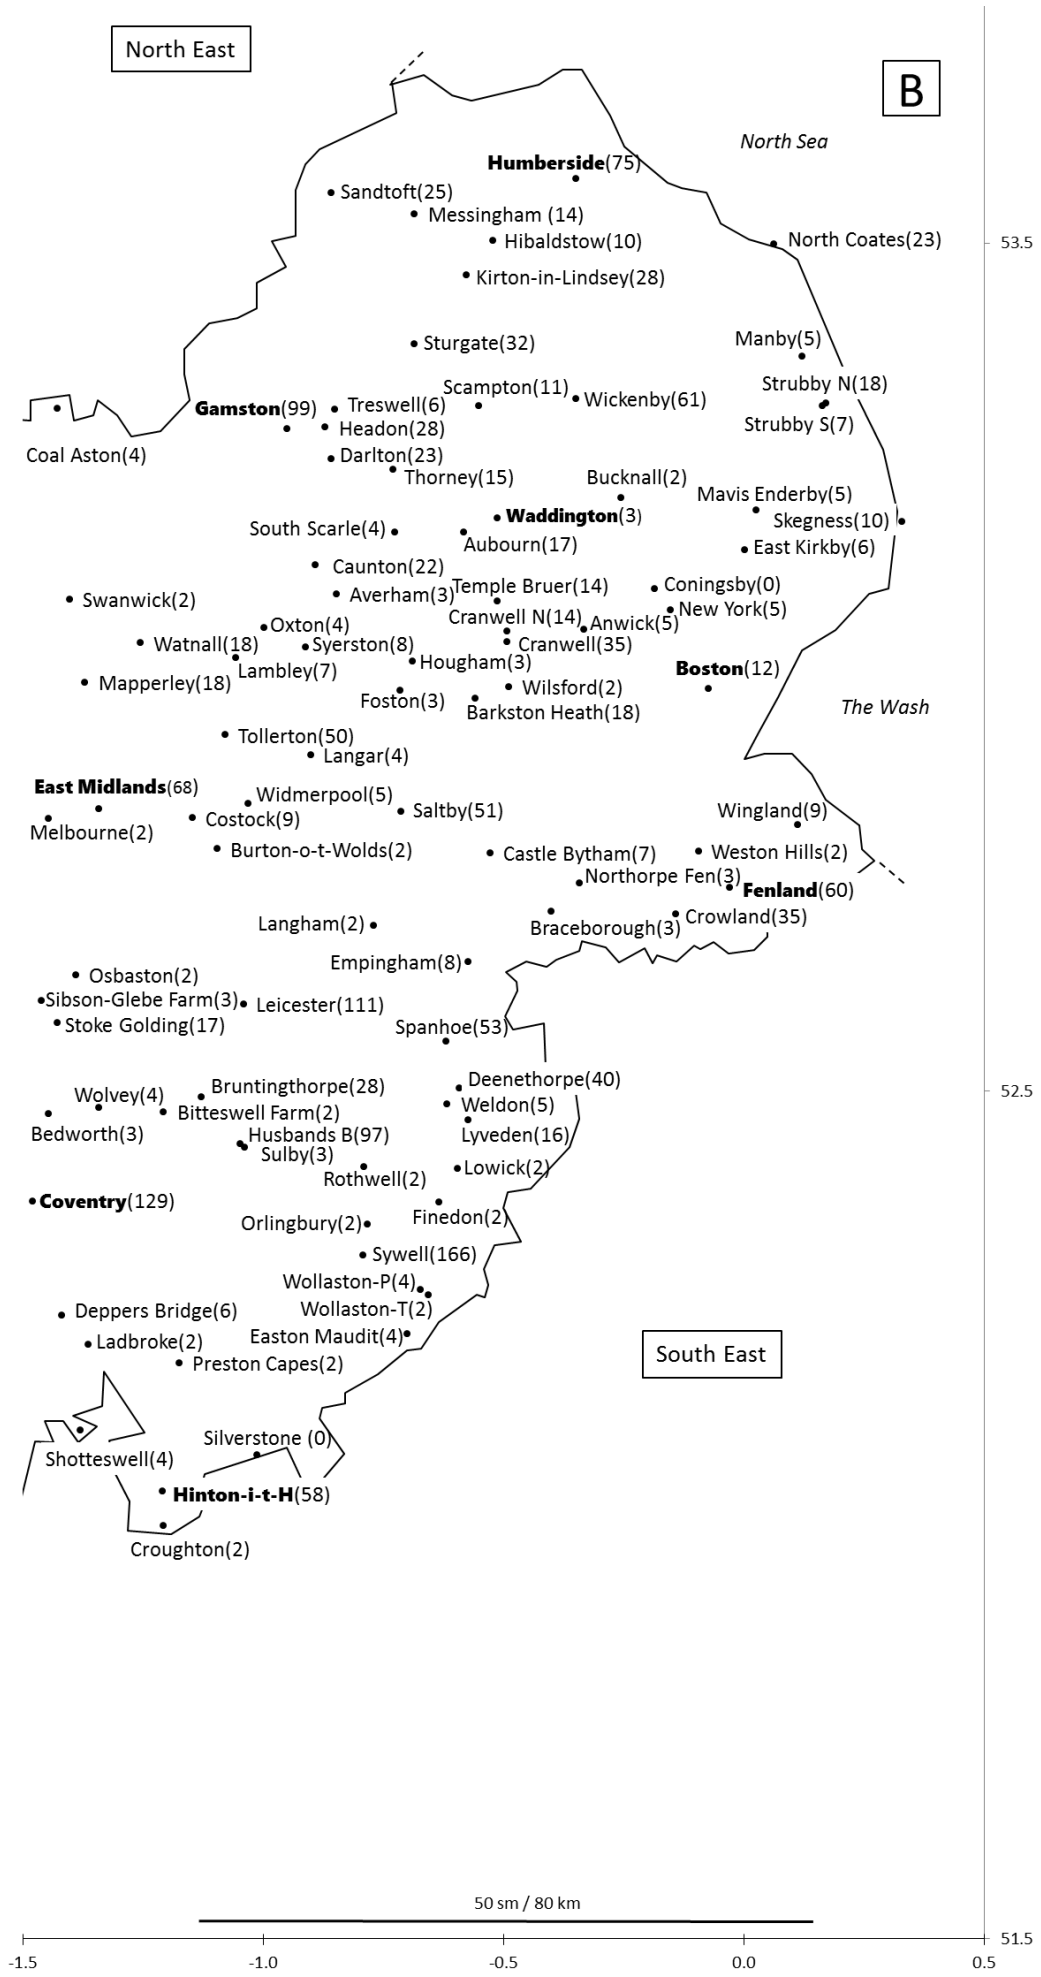 North East
B
North Sea
Humberside(75)
Sandtoft(25)
Messingham (14)
Hibaldstow(10)
North Coates(23)
53.5
Kirton-in-Lindsey(28)
Manby(5)
Sturgate(32)
Strubby N(18)
Scampton(11)
Wickenby(61)
Gamston(99)
Treswell(6)
Strubby S(7)
Headon(28)
Coal Aston(4)
Darlton(23)
Thorney(15)
Bucknall(2)
Mavis Enderby(5)
Waddington(3)
Skegness(10)
South Scarle(4)
Aubourn(17)
East Kirkby(6)
Caunton(22)
Temple Bruer(14)
Coningsby(0)
Swanwick(2)
Averham(3)
New York(5)
Cranwell N(14)
Anwick(5)
Oxton(4)
Watnall(18)
Syerston(8)
Cranwell(35)
Hougham(3)
Boston(12)
Lambley(7)
Mapperley(18)
Wilsford(2)
Foston(3)
Barkston Heath(18)
The Wash
Tollerton(50)
Langar(4)
East Midlands(68)
Widmerpool(5)
Saltby(51)
Wingland(9)
Costock(9)
Melbourne(2)
Burton-o-t-Wolds(2)
Castle Bytham(7)
Weston Hills(2)
Northorpe Fen(3)
Fenland(60)
Crowland(35)
Langham(2)
Braceborough(3)
Empingham(8)
Osbaston(2)
Sibson-Glebe Farm(3)
Leicester(111)
Stoke Golding(17)
Spanhoe(53)
Deenethorpe(40)
52.5
Bruntingthorpe(28)
Wolvey(4)
Weldon(5)
Bitteswell Farm(2)
Bedworth(3)
Husbands B(97)
Lyveden(16)
Sulby(3)
Lowick(2)
Rothwell(2)
Coventry(129)
Finedon(2)
Orlingbury(2)
Sywell(166)
Wollaston-P(4)
Wollaston-T(2)
Deppers Bridge(6)
Easton Maudit(4)
Ladbroke(2)
South East
Preston Capes(2)
Silverstone (0)
Shotteswell(4)
Hinton-i-t-H(58)
Croughton(2)
50 sm / 80 km
51.5
-1.5
-1.0
-0.5
0.0
0.5